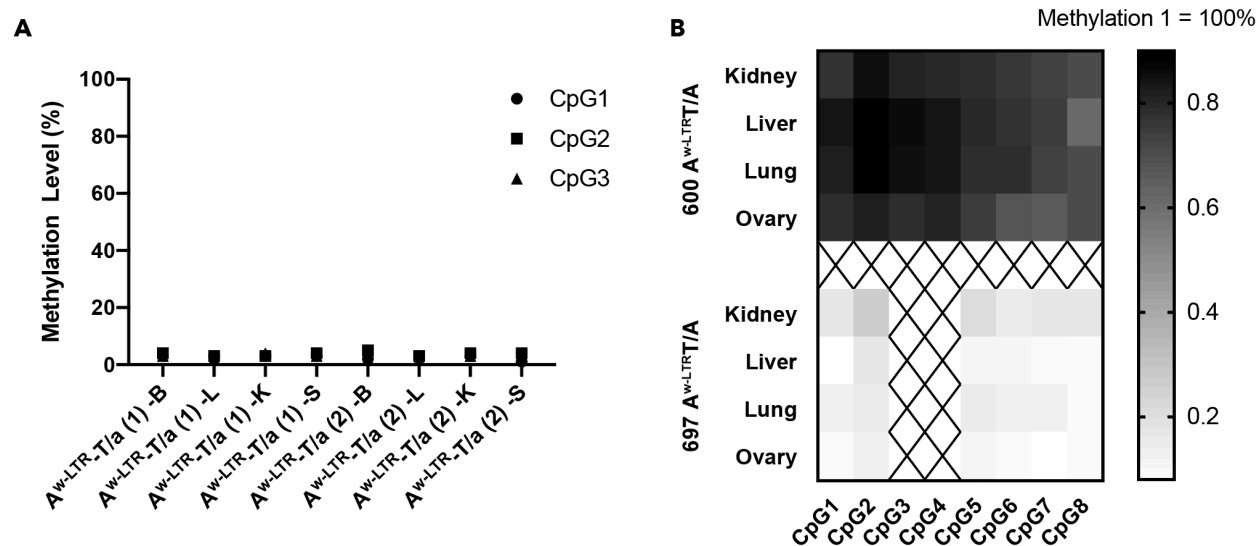 A
B
Methylation 1 = 100%
Methylation Level (%)
100
80
60
40
20
0
CpG1
CpG2
CpG3
Aw-LTR-T/a (1) -B
Aw-LTR-T/a (1) -L
Aw-LTR-T/a (1) -K
Aw-LTR-T/a (1) -S
Aw-LTR-T/a (2) -B
Aw-LTR-T/a (2) -L
Aw-LTR-T/a (2) -K
Aw-LTR-T/a (2) -S
600 Aw-LTRT/A
Kidney
Liver
Lung
Ovary
697 Aw-LTRT/A
Kidney
Liver
Lung
Ovary
CpG1
CpG2
CpG3
CpG4
CpG5
CpG6
CpG7
CpG8
0.8
0.6
0.4
0.2